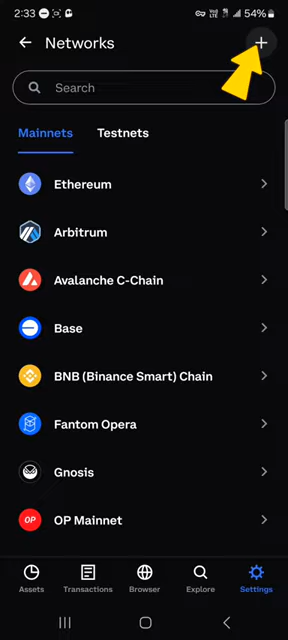 2:33 54%
Networks
Search
Mainnets Testnets
Ethereum
Arbitrum
Avalanche C-Chain
Base
BNB (Binance Smart) Chain
Fantom Opera
Gnosis
OP OP Mainnet
Assets Transactions Browser Explore Settings